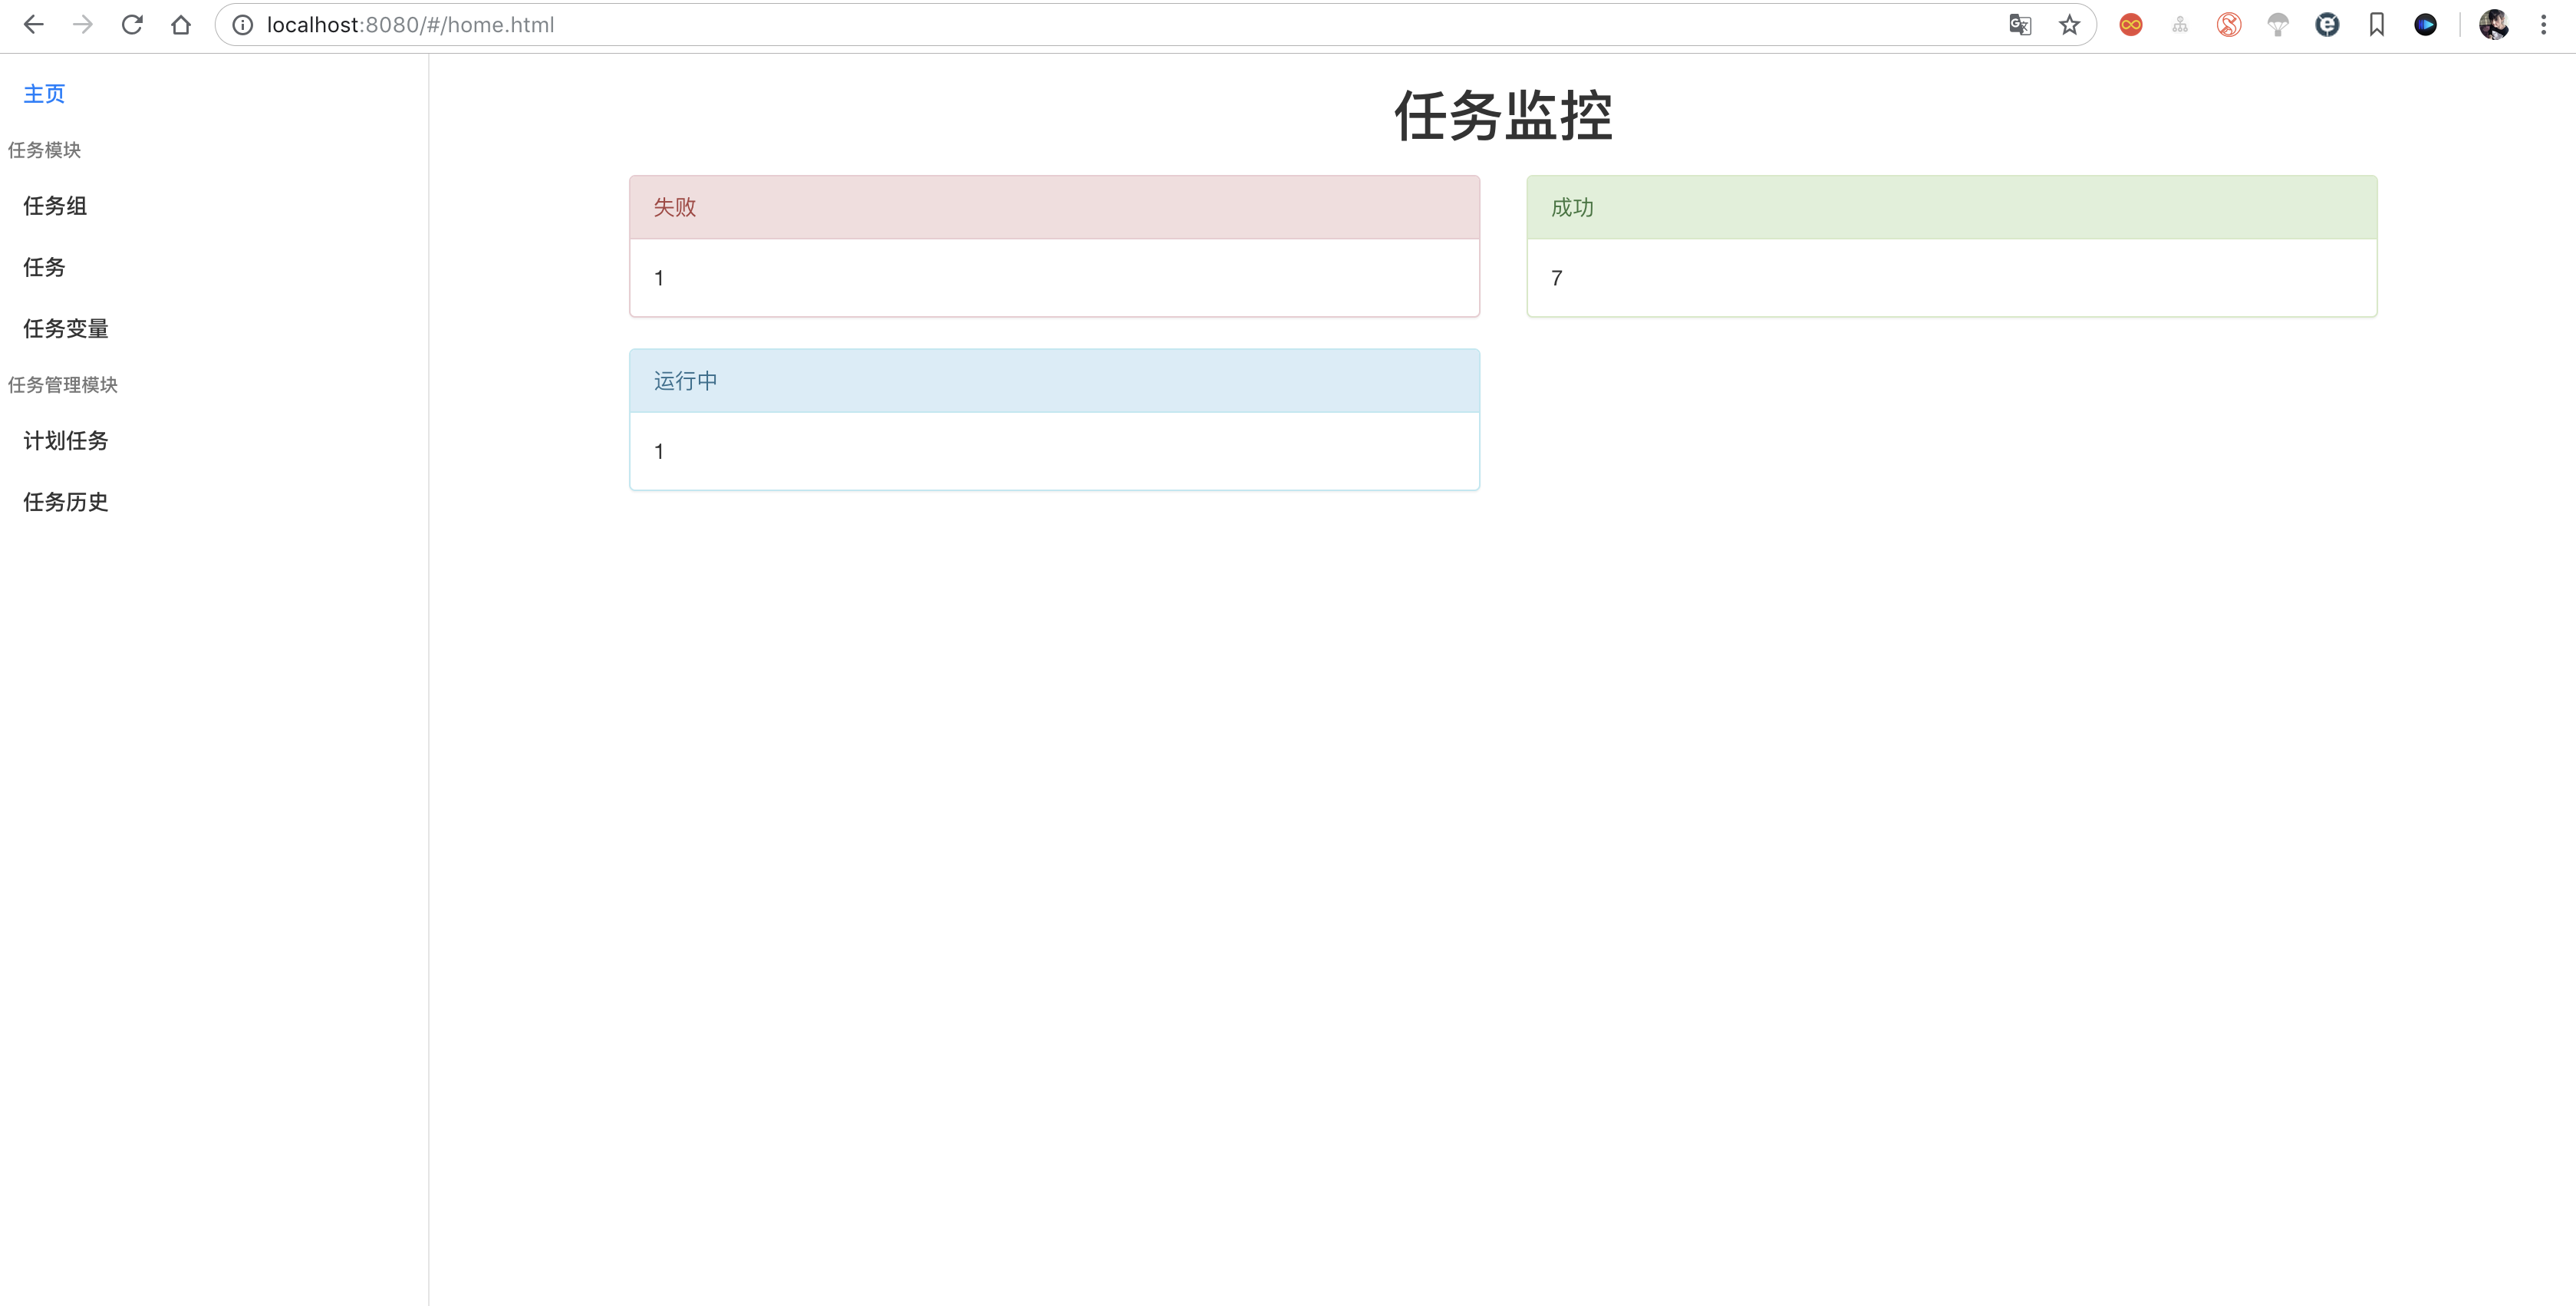 localhost:8080/#/home.html
主页
任务模块
任务组
任务
任务变量
任务管理模块
计划任务
任务历史
任务监控
失败
1
成功
7
运行中
1